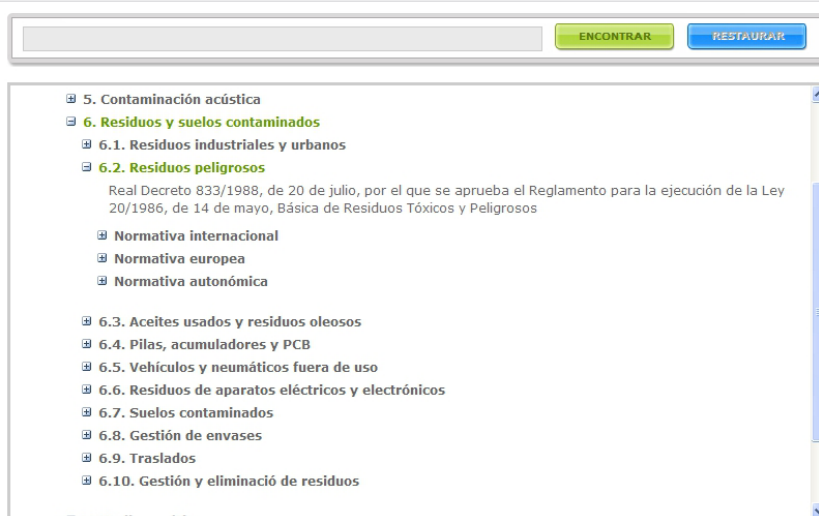 ENCONTRAR
RESTAURAR
5. Contaminación acústica
6. Residuos y suelos contaminados
6.1. Residuos industriales y urbanos
6.2. Residuos peligrosos
Real Decreto 833/1988, de 20 de julio, por el que se aprueba el Reglamento para la ejecución de la Ley
20/1986, de 14 de mayo, Básica de Residuos Tóxicos y Peligrosos
Normativa internacional
Normativa europea
Normativa autonómica
6.3. Aceites usados y residuos oleosos
6.4. Pilas, acumuladores y PCB
6.5. Vehículos y neumáticos fuera de uso
6.6. Residuos de aparatos eléctricos y electrónicos
6.7. Suelos contaminados
6.8. Gestión de envases
6.9. Traslados
6.10. Gestión y eliminació de residuos